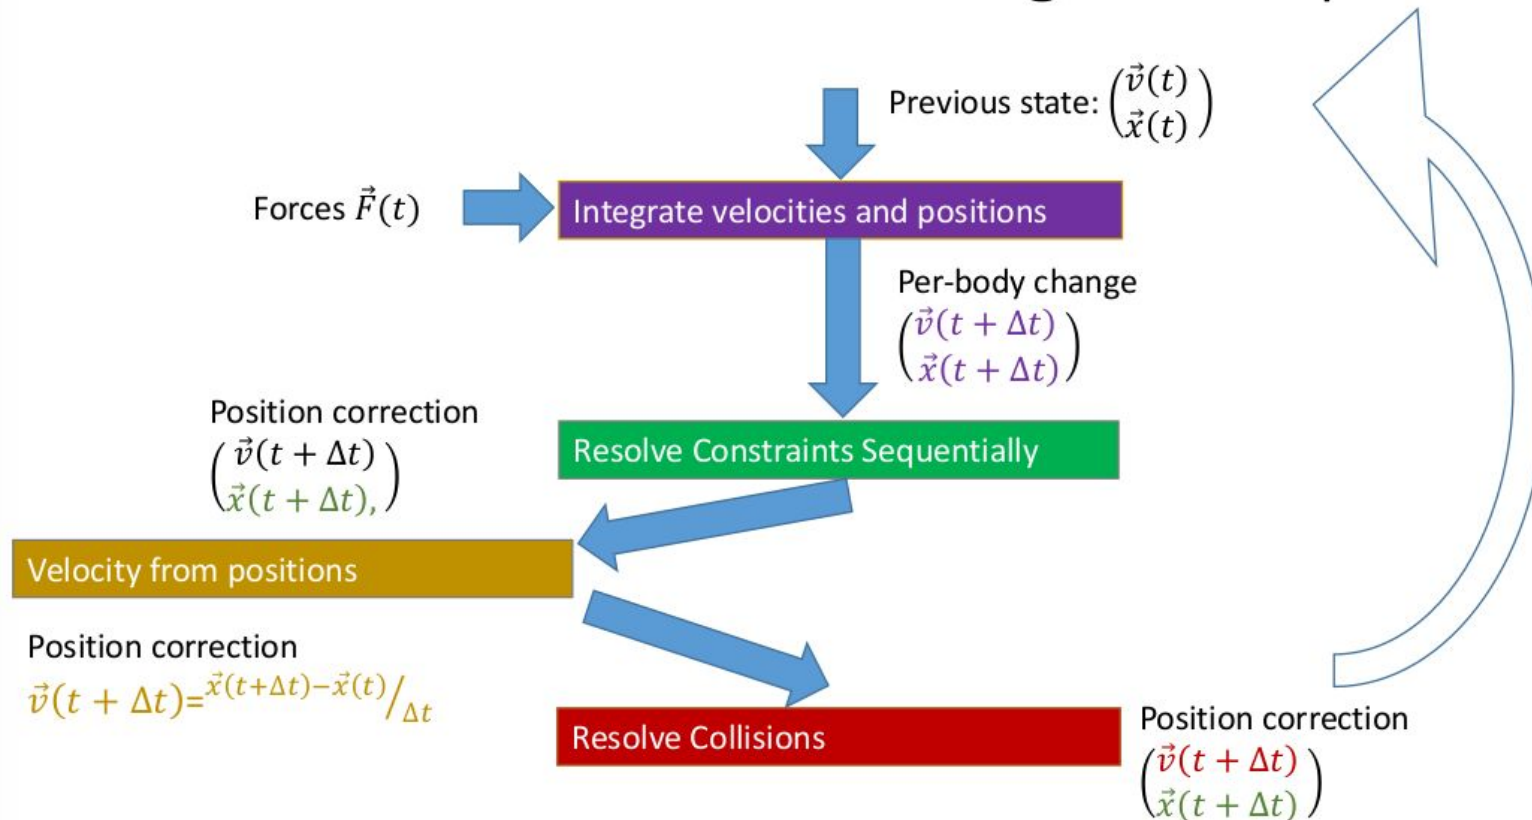 Previous state: (v⃗(t)
x⃗(t))
Forces F⃗(t)
Integrate velocities and positions
Per-body change
(v⃗(t + Δt)
x⃗(t + Δt))
Position correction
(v⃗(t + Δt)
x⃗(t + Δt),)
Resolve Constraints Sequentially
Velocity from positions
Position correction
v⃗(t + Δt)=x⃗(t+Δt)−x⃗(t)/Δt
Resolve Collisions
Position correction
(v⃗(t + Δt)
x⃗(t + Δt))